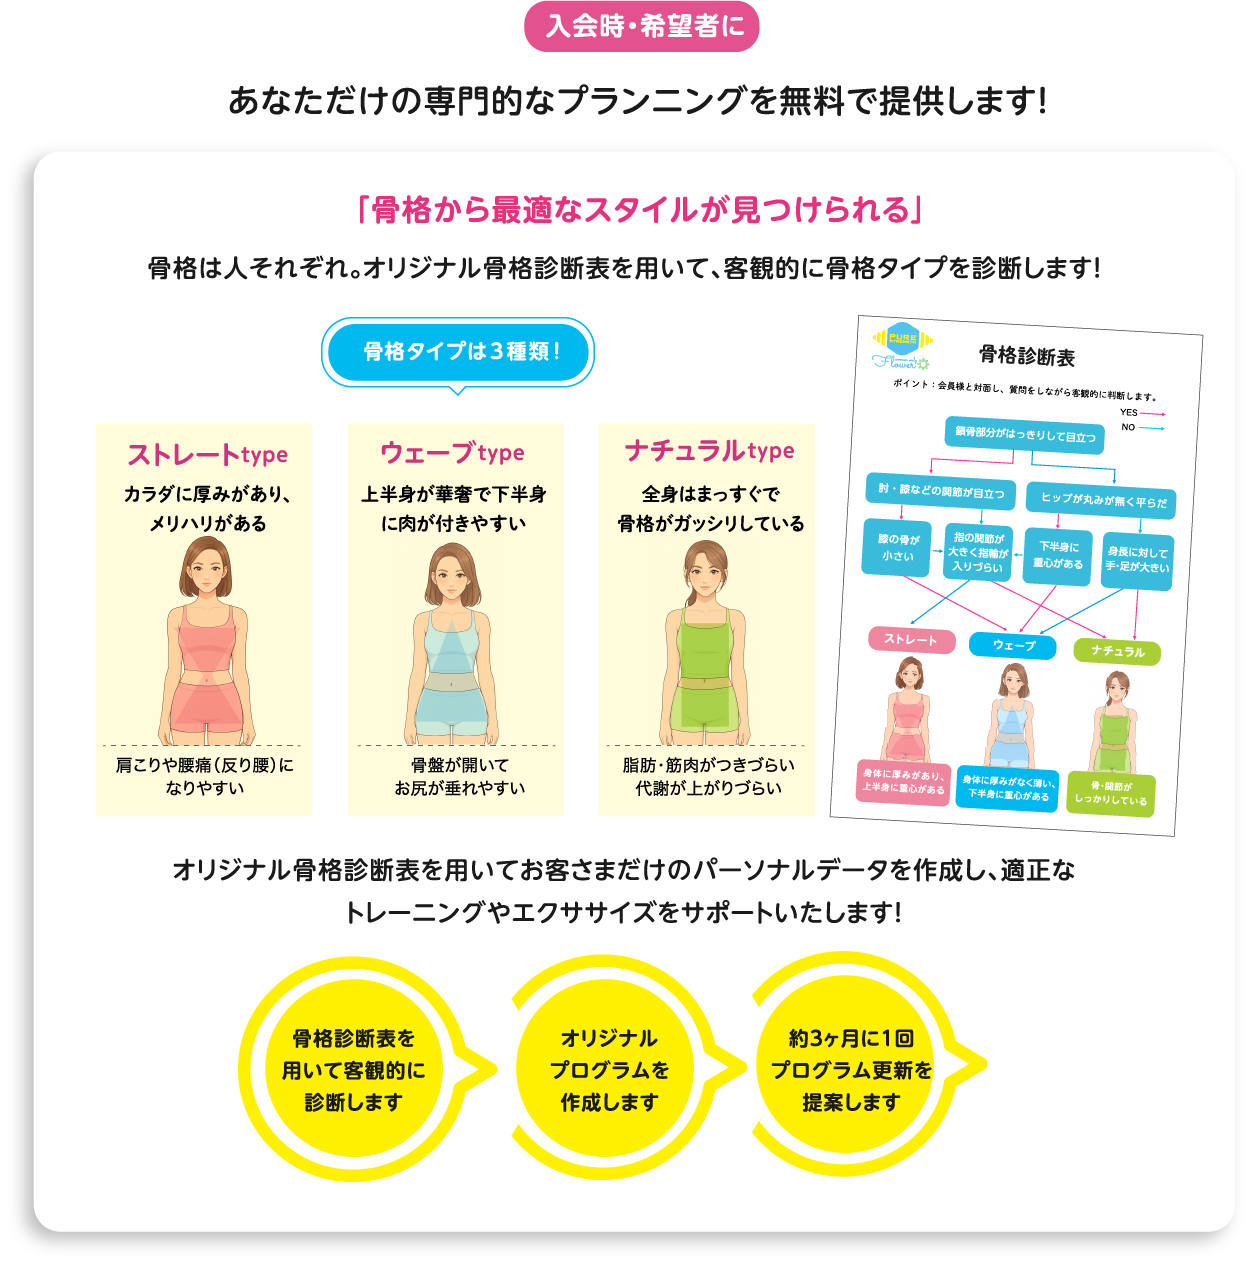 入会時・希望者に
あなただけの専門的なプランニングを無料で提供します!
「骨格から最適なスタイルが見つけられる」
骨格は人それぞれ。オリジナル骨格診断表を用いて、客観的に骨格タイプを診断します!
骨格タイプは3種類!
ストレートtype
カラダに厚みがあり、
メリハリがある
肩こりや腰痛(反り腰)に
なりやすい
ウェーブtype
上半身が華奢で下半身
に肉が付きやすい
骨盤が開いて
お尻が垂れやすい
ナチュラルtype
全身はまっすぐで
骨格がガッシリしている
脂肪・筋肉がつきづらい
代謝が上がりづらい
PURE
Flower
骨格診断表
ポイント:会員様と対面し、質問をしながら客観的に判断します。
YES
NO
鎖骨部分がはっきりして目立つ
肘・膝などの関節が目立つ
ヒップが丸みが無く平らだ
膝の骨が
小さい
指の関節が
大きく指輪が
入りづらい
下半身に
重心がある
身長に対して
手・足が大きい
ストレート
ウェーブ
ナチュラル
身体に厚みがあり、
上半身に重心がある
身体に厚みがなく薄い、
下半身に重心がある
骨・関節が
しっかりしている
オリジナル骨格診断表を用いてお客さまだけのパーソナルデータを作成し、適正な
トレーニングやエクササイズをサポートいたします!
骨格診断表を
用いて客観的に
診断します
オリジナル
プログラムを
作成します
約3ヶ月に1回
プログラム更新を
提案します